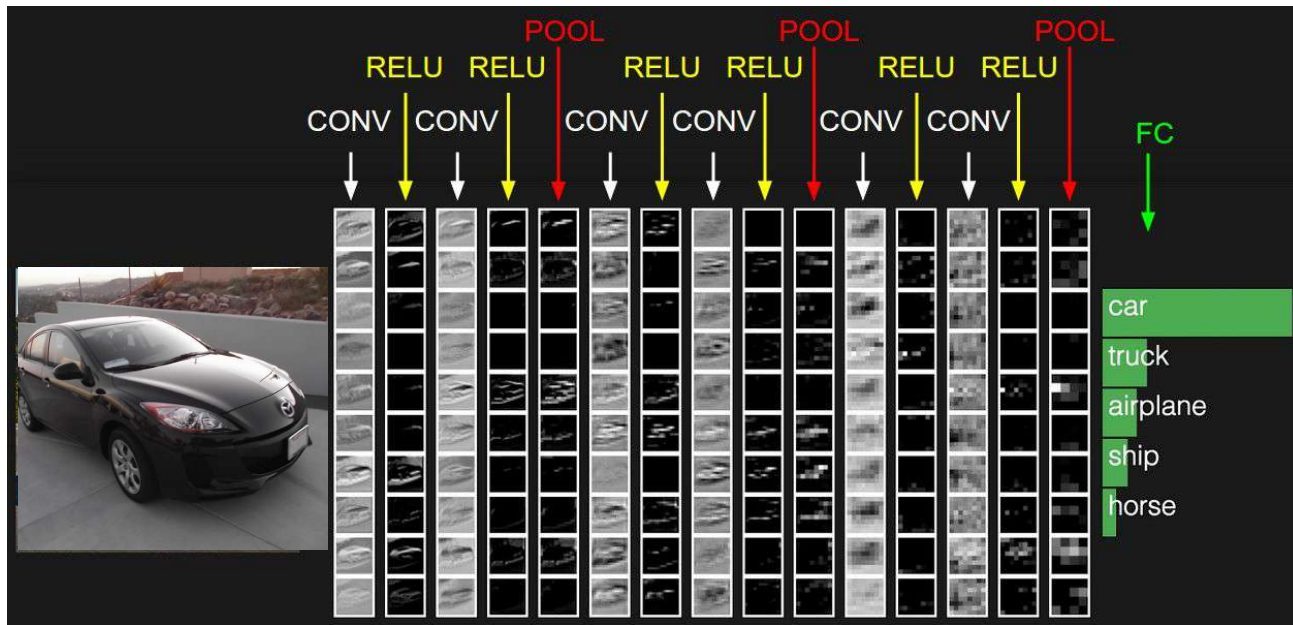 POOL POOL POOL
RELU RELU RELU RELU RELU RELU
CONV CONV CONV CONV CONV CONV
FC
car
truck
airplane
ship
horse